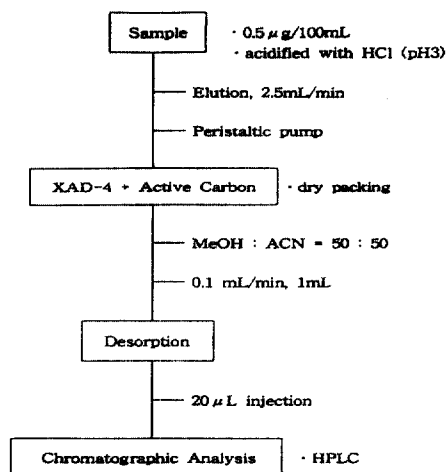 Sample
· 0.5 μg/100mL
· acidified with HCl (pH3)
Elution, 2.5mL/min
Peristaltic pump
XAD-4 + Active Carbon
· dry packing
MeOH : ACN = 50 : 50
0.1 mL/min, 1mL
Desorption
20 μL injection
Chromatographic Analysis
· HPLC